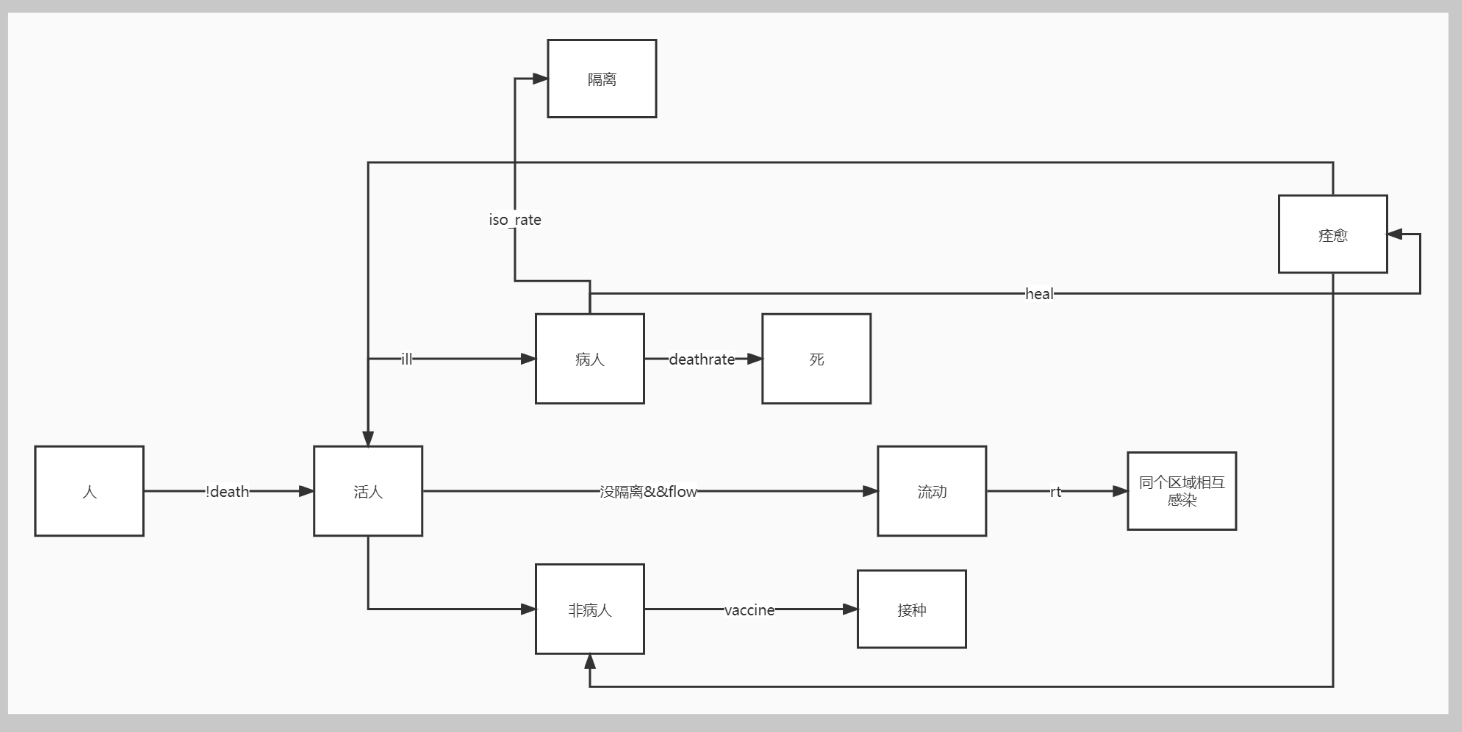 隔离
iso_rate
痊愈
heal
ill
病人
deathrate
死
人
!death
活人
没隔离&&flow
流动
rt
同个区域相互
感染
非病人
vaccine
接种